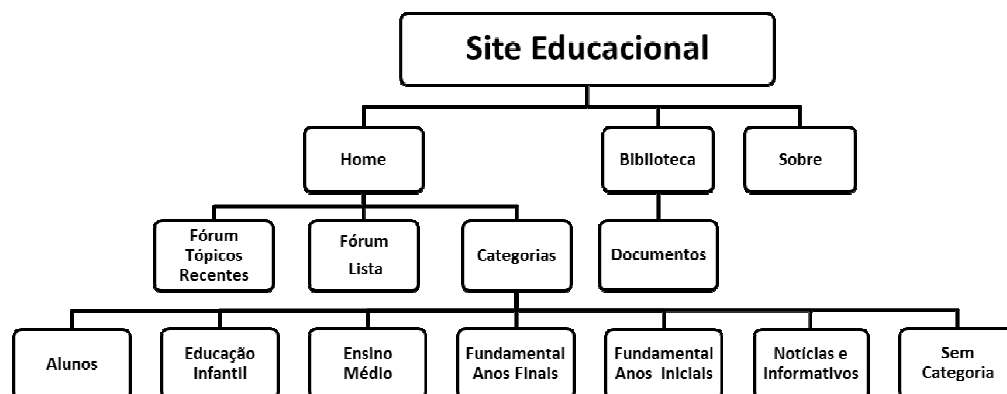 Site Educacional
Home
Biblioteca
Sobre
Fórum
Tópicos
Recentes
Fórum
Lista
Categorias
Documentos
Alunos
Educação
Infantil
Ensino
Médio
Fundamental
Anos Finais
Fundamental
Anos Iniciais
Notícias e
Informativos
Sem
Categoria